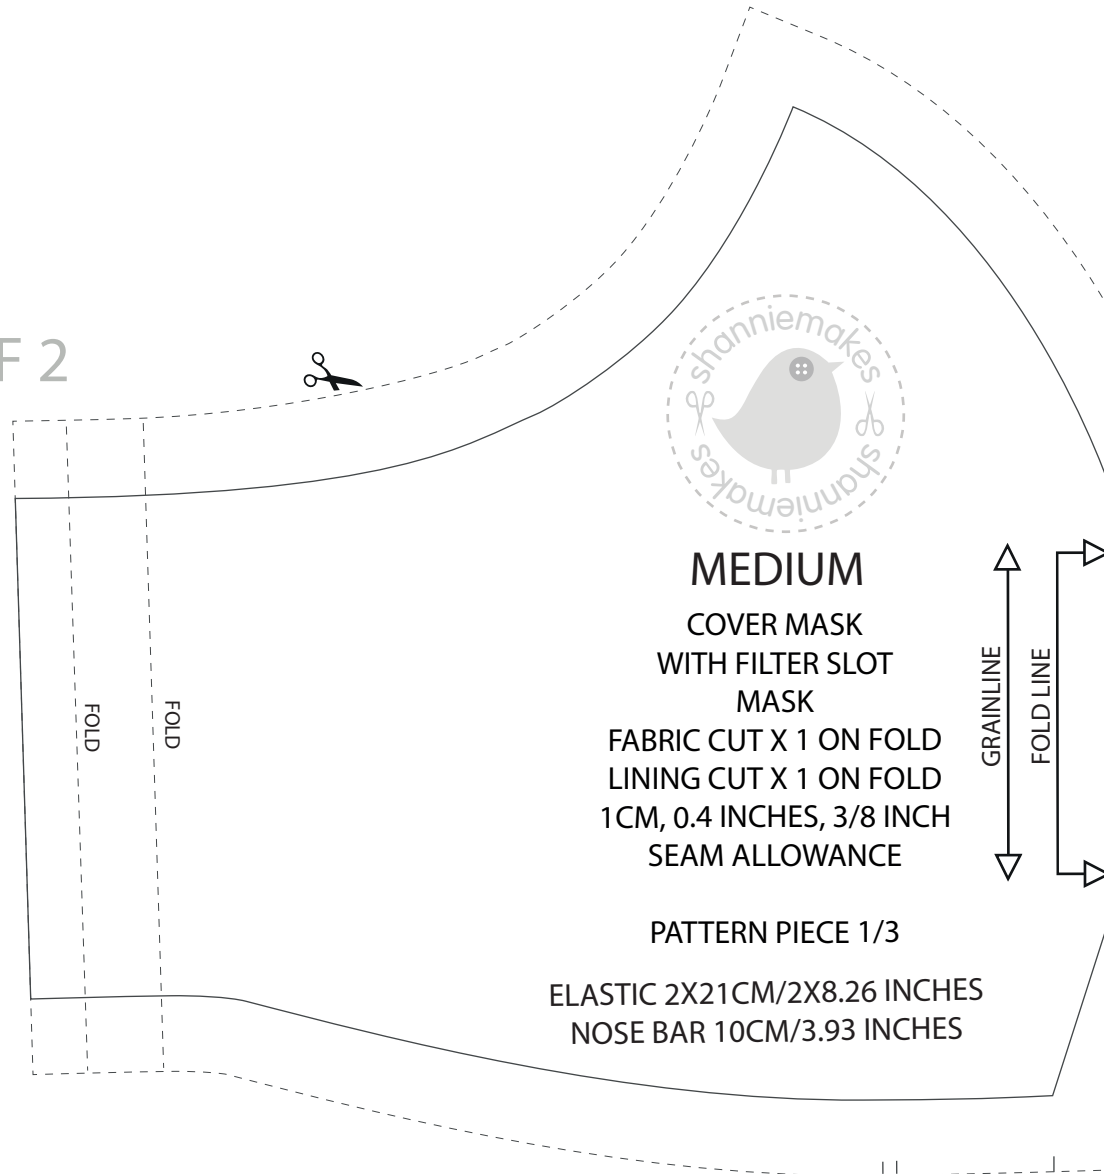 F 2
shanniemakes
shanniemakes
MEDIUM
COVER MASK
WITH FILTER SLOT
MASK
FABRIC CUT X 1 ON FOLD
LINING CUT X 1 ON FOLD
1CM, 0.4 INCHES, 3/8 INCH
SEAM ALLOWANCE
PATTERN PIECE 1/3
ELASTIC 2X21CM/2X8.26 INCHES
NOSE BAR 10CM/3.93 INCHES
GRAINLINE
FOLD LINE
FOLD
FOLD